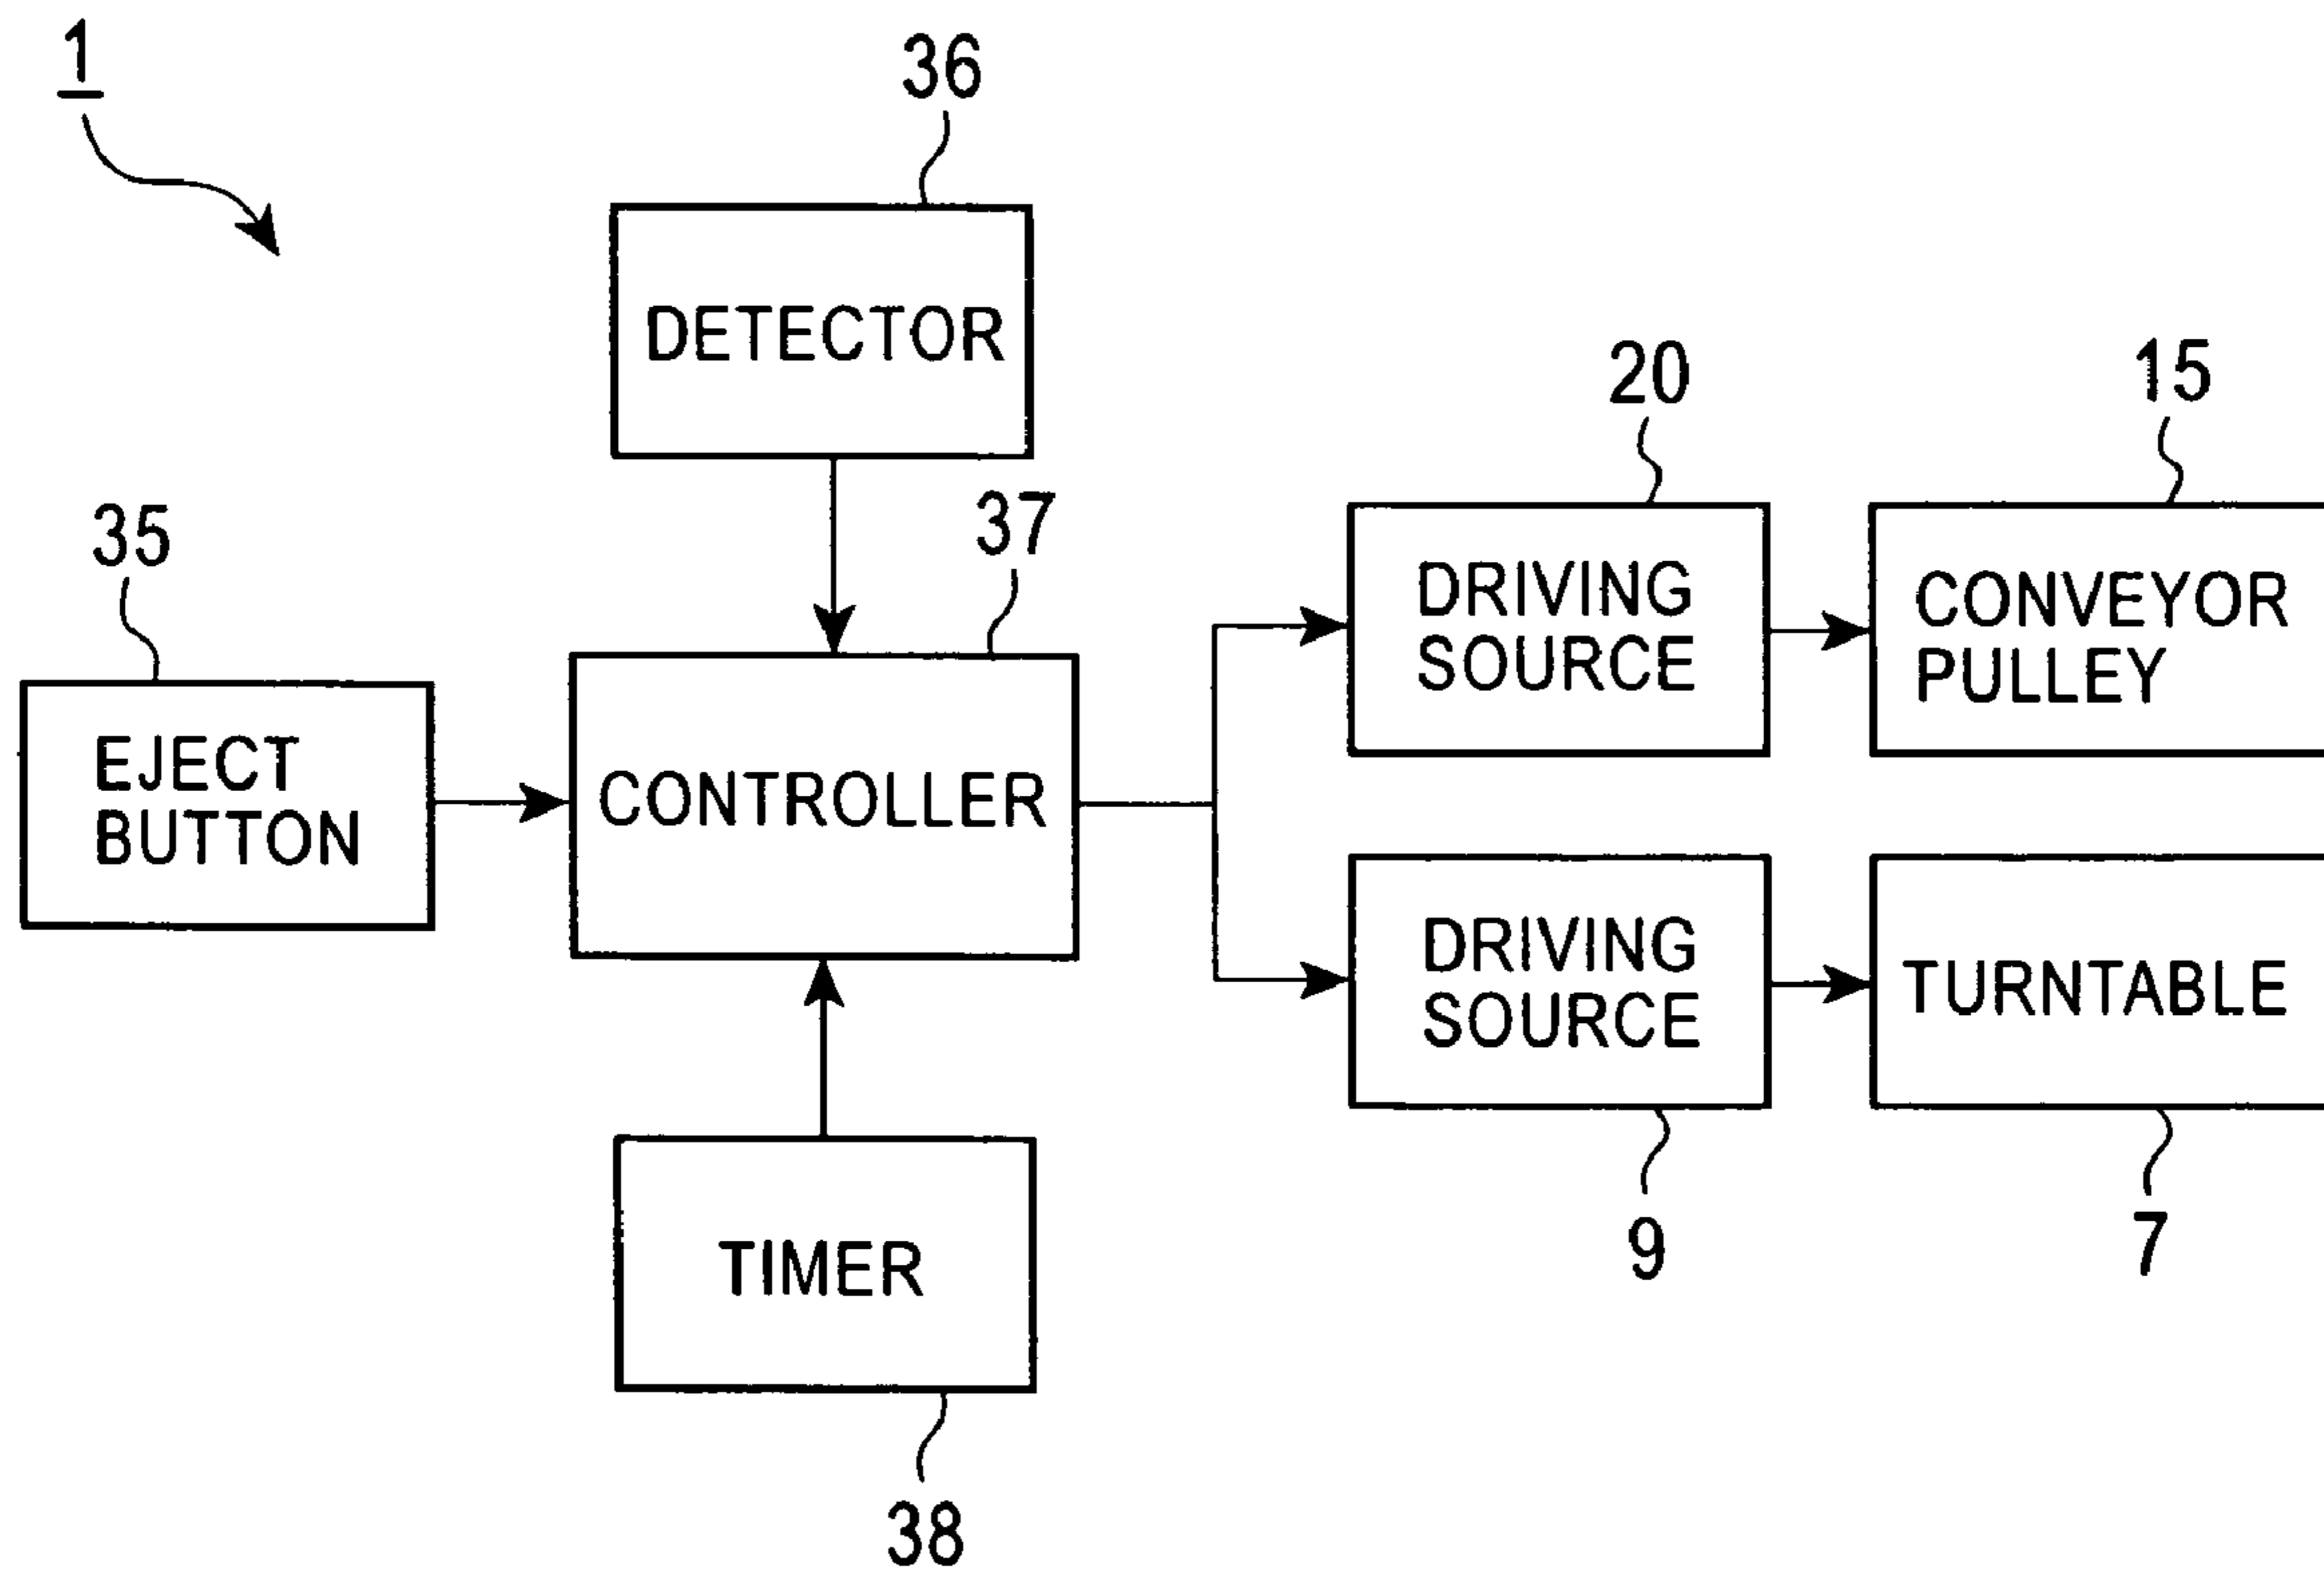 1
36
DETECTOR
20
15
35
37
DRIVING
SOURCE
CONVEYOR
PULLEY
EJECT
BUTTON
CONTROLLER
DRIVING
SOURCE
TURNTABLE
TIMER
9
7
38